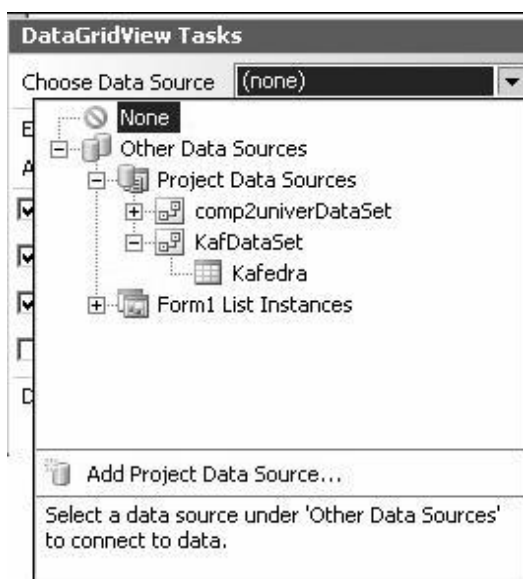 DataGridView Tasks
Choose Data Source (none)
None
E
Other Data Sources
A
Project Data Sources
comp2univerDataSet
KafDataSet
Kafedra
Form1 List Instances
D
Add Project Data Source...
Select a data source under 'Other Data Sources'
to connect to data.